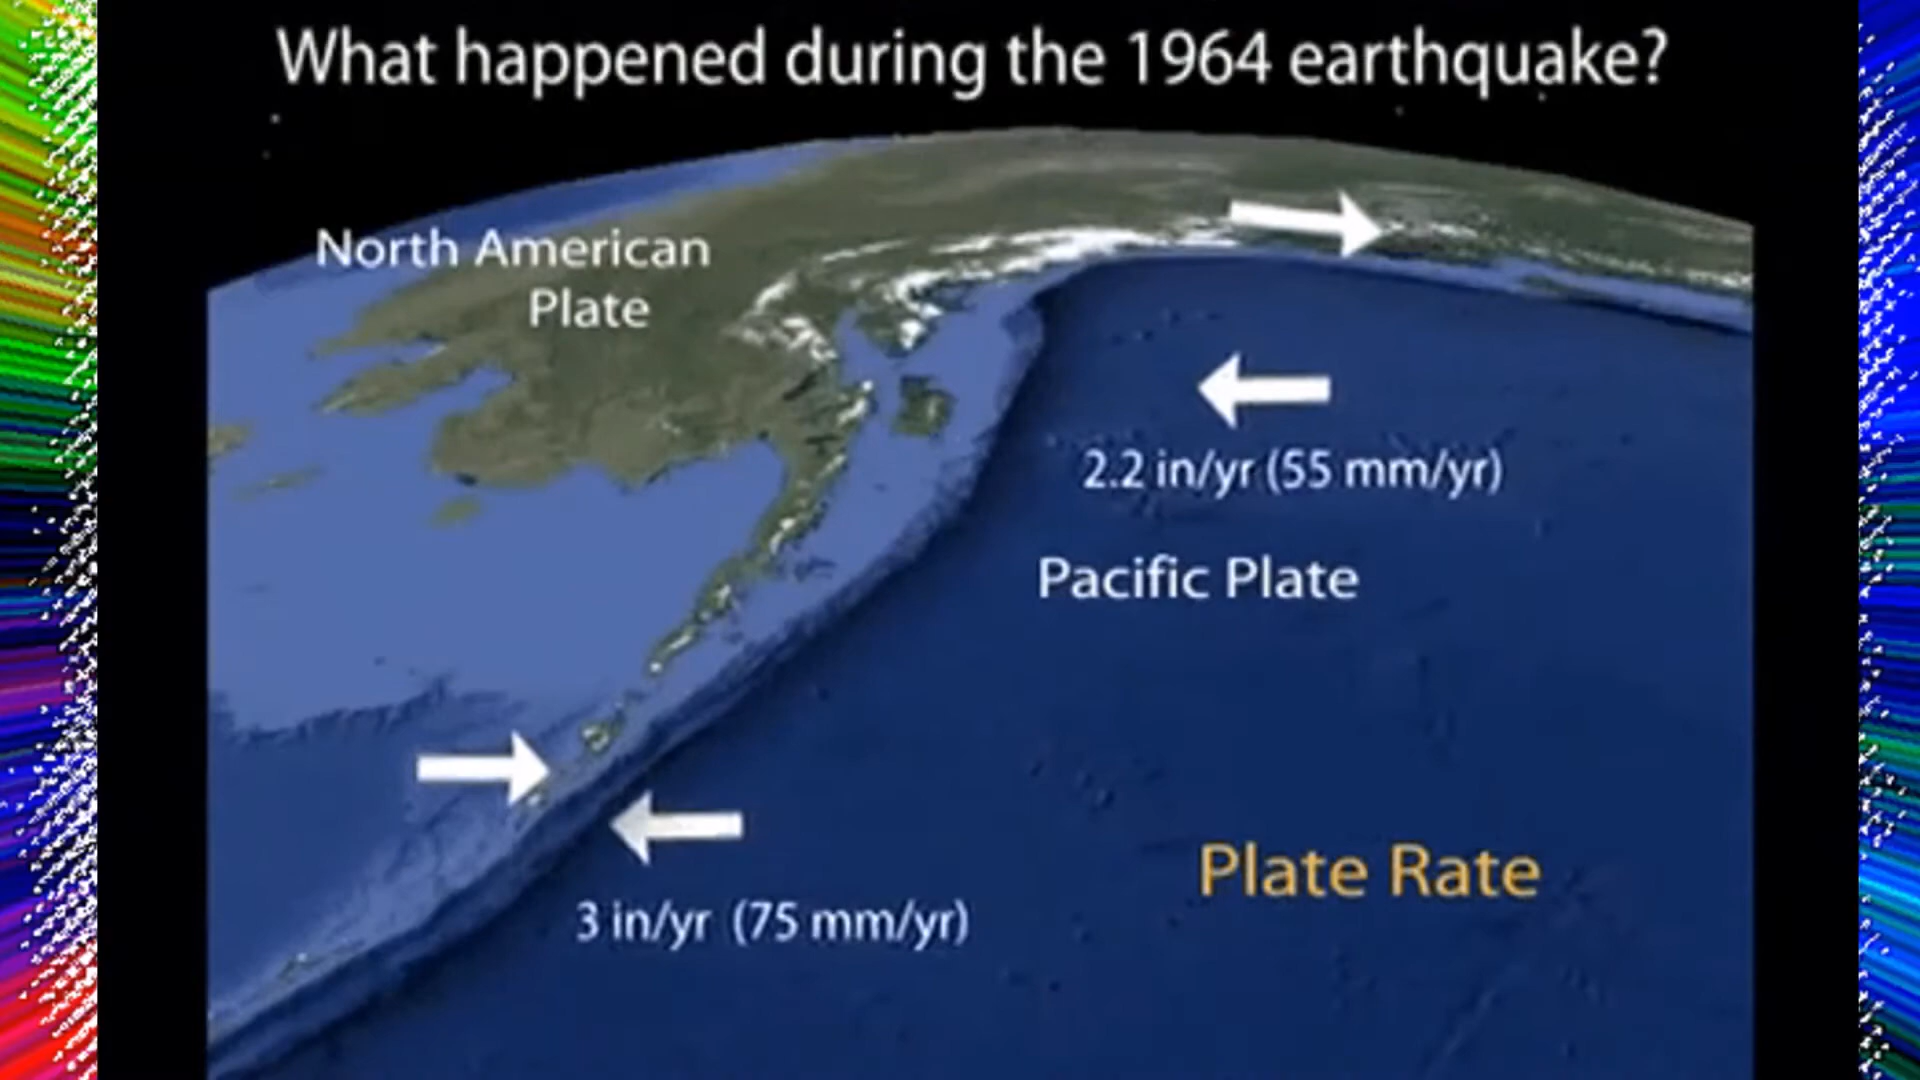 What happened during the 1964 earthquake?
North American
Plate
2.2 in/yr (55 mm/yr)
Pacific Plate
Plate Rate
3 in/yr (75 mm/yr)